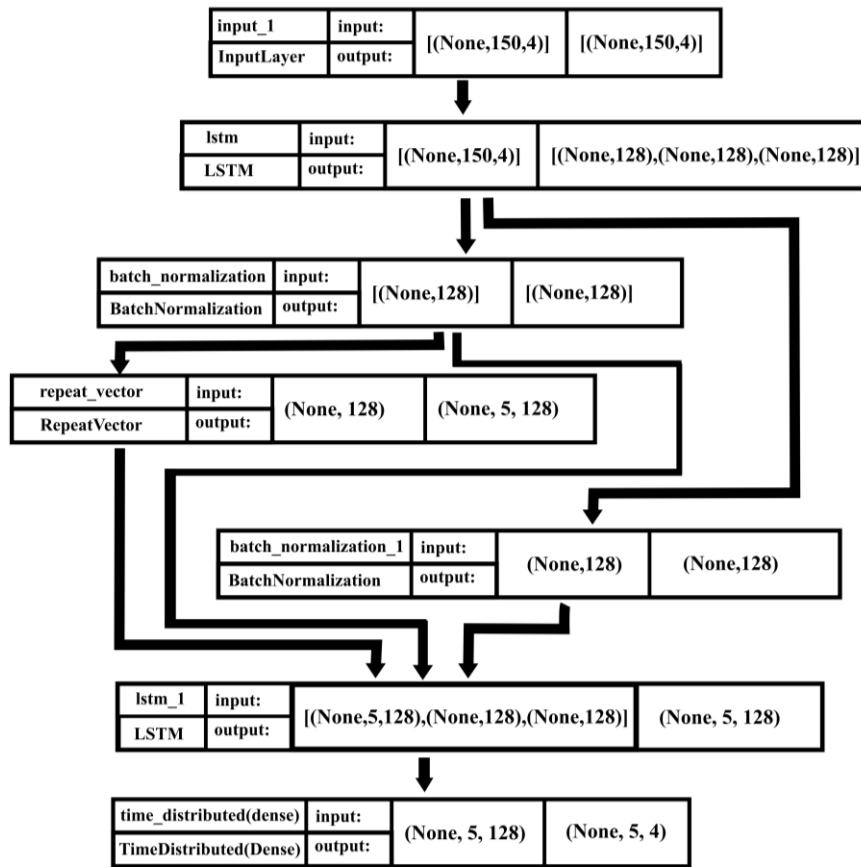 input_1 input: [(None,150,4)] [(None,150,4)]
InputLayer output:
lstm input: [(None,150,4)] [(None,128),(None,128),(None,128)]
LSTM output:
batch_normalization input: [(None,128)] [(None,128)]
BatchNormalization output:
repeat_vector input: (None, 128) (None, 5, 128)
RepeatVector output:
batch_normalization_1 input: (None,128) (None,128)
BatchNormalization output:
lstm_1 input: [(None,5,128),(None,128),(None,128)] (None, 5, 128)
LSTM output:
time_distributed(dense) input: (None, 5, 128) (None, 5, 4)
TimeDistributed(Dense) output: